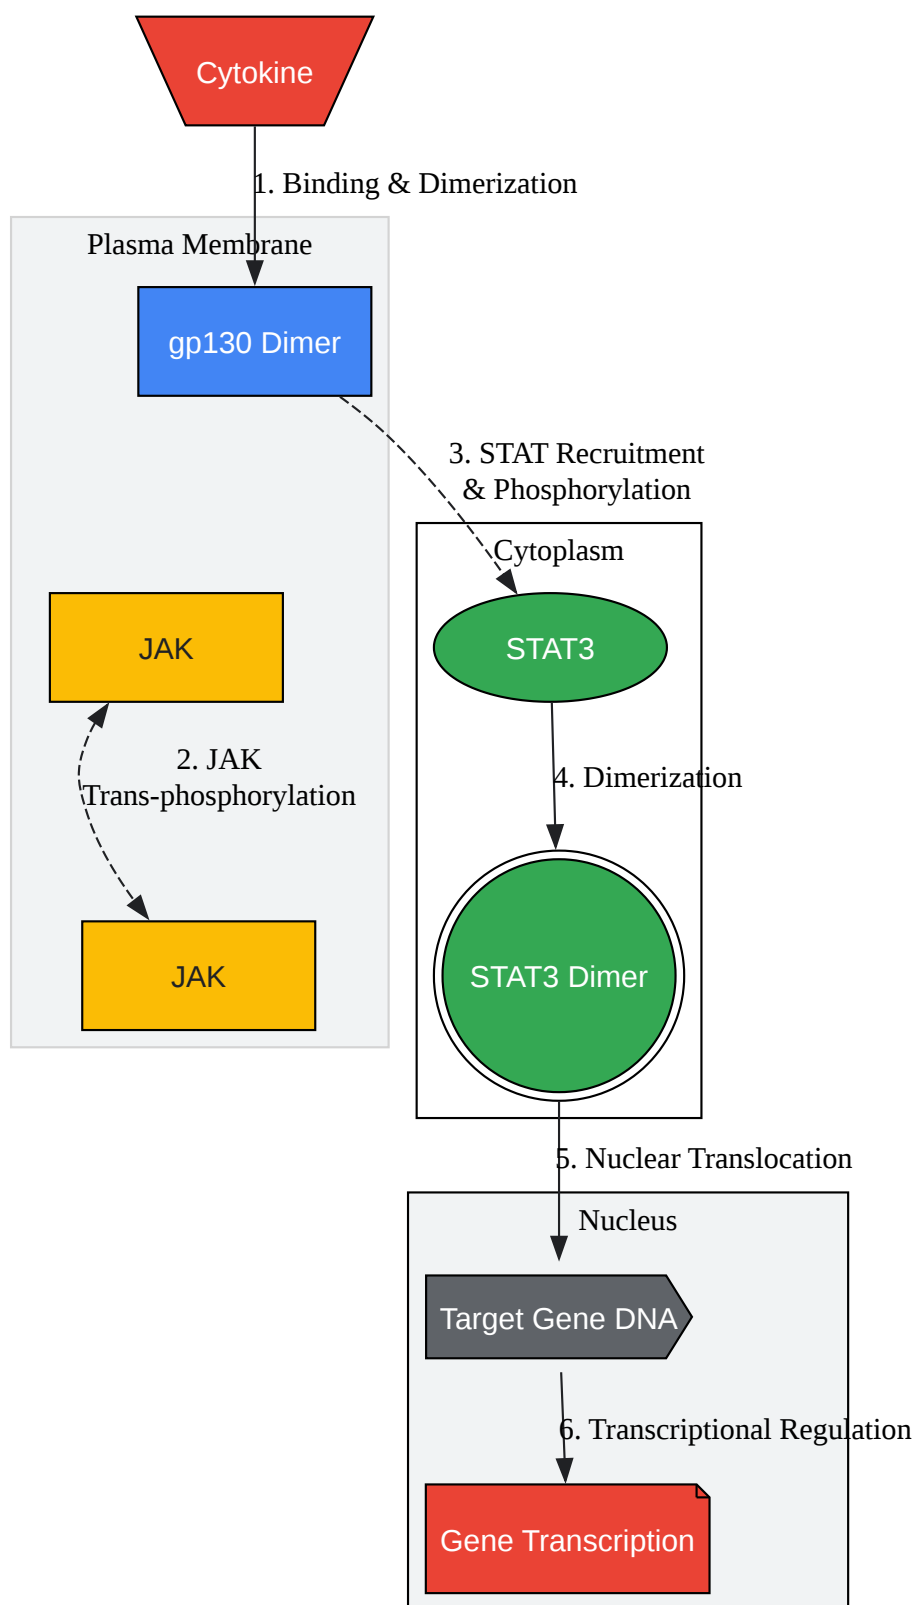 Cytokine
1. Binding & Dimerization
Plasma Membrane
gp130 Dimer
3. STAT Recruitment
& Phosphorylation
Cytoplasm
JAK
STAT3
2. JAK
Trans-phosphorylation
4. Dimerization
JAK
STAT3 Dimer
5. Nuclear Translocation
Nucleus
Target Gene DNA
6. Transcriptional Regulation
Gene Transcription